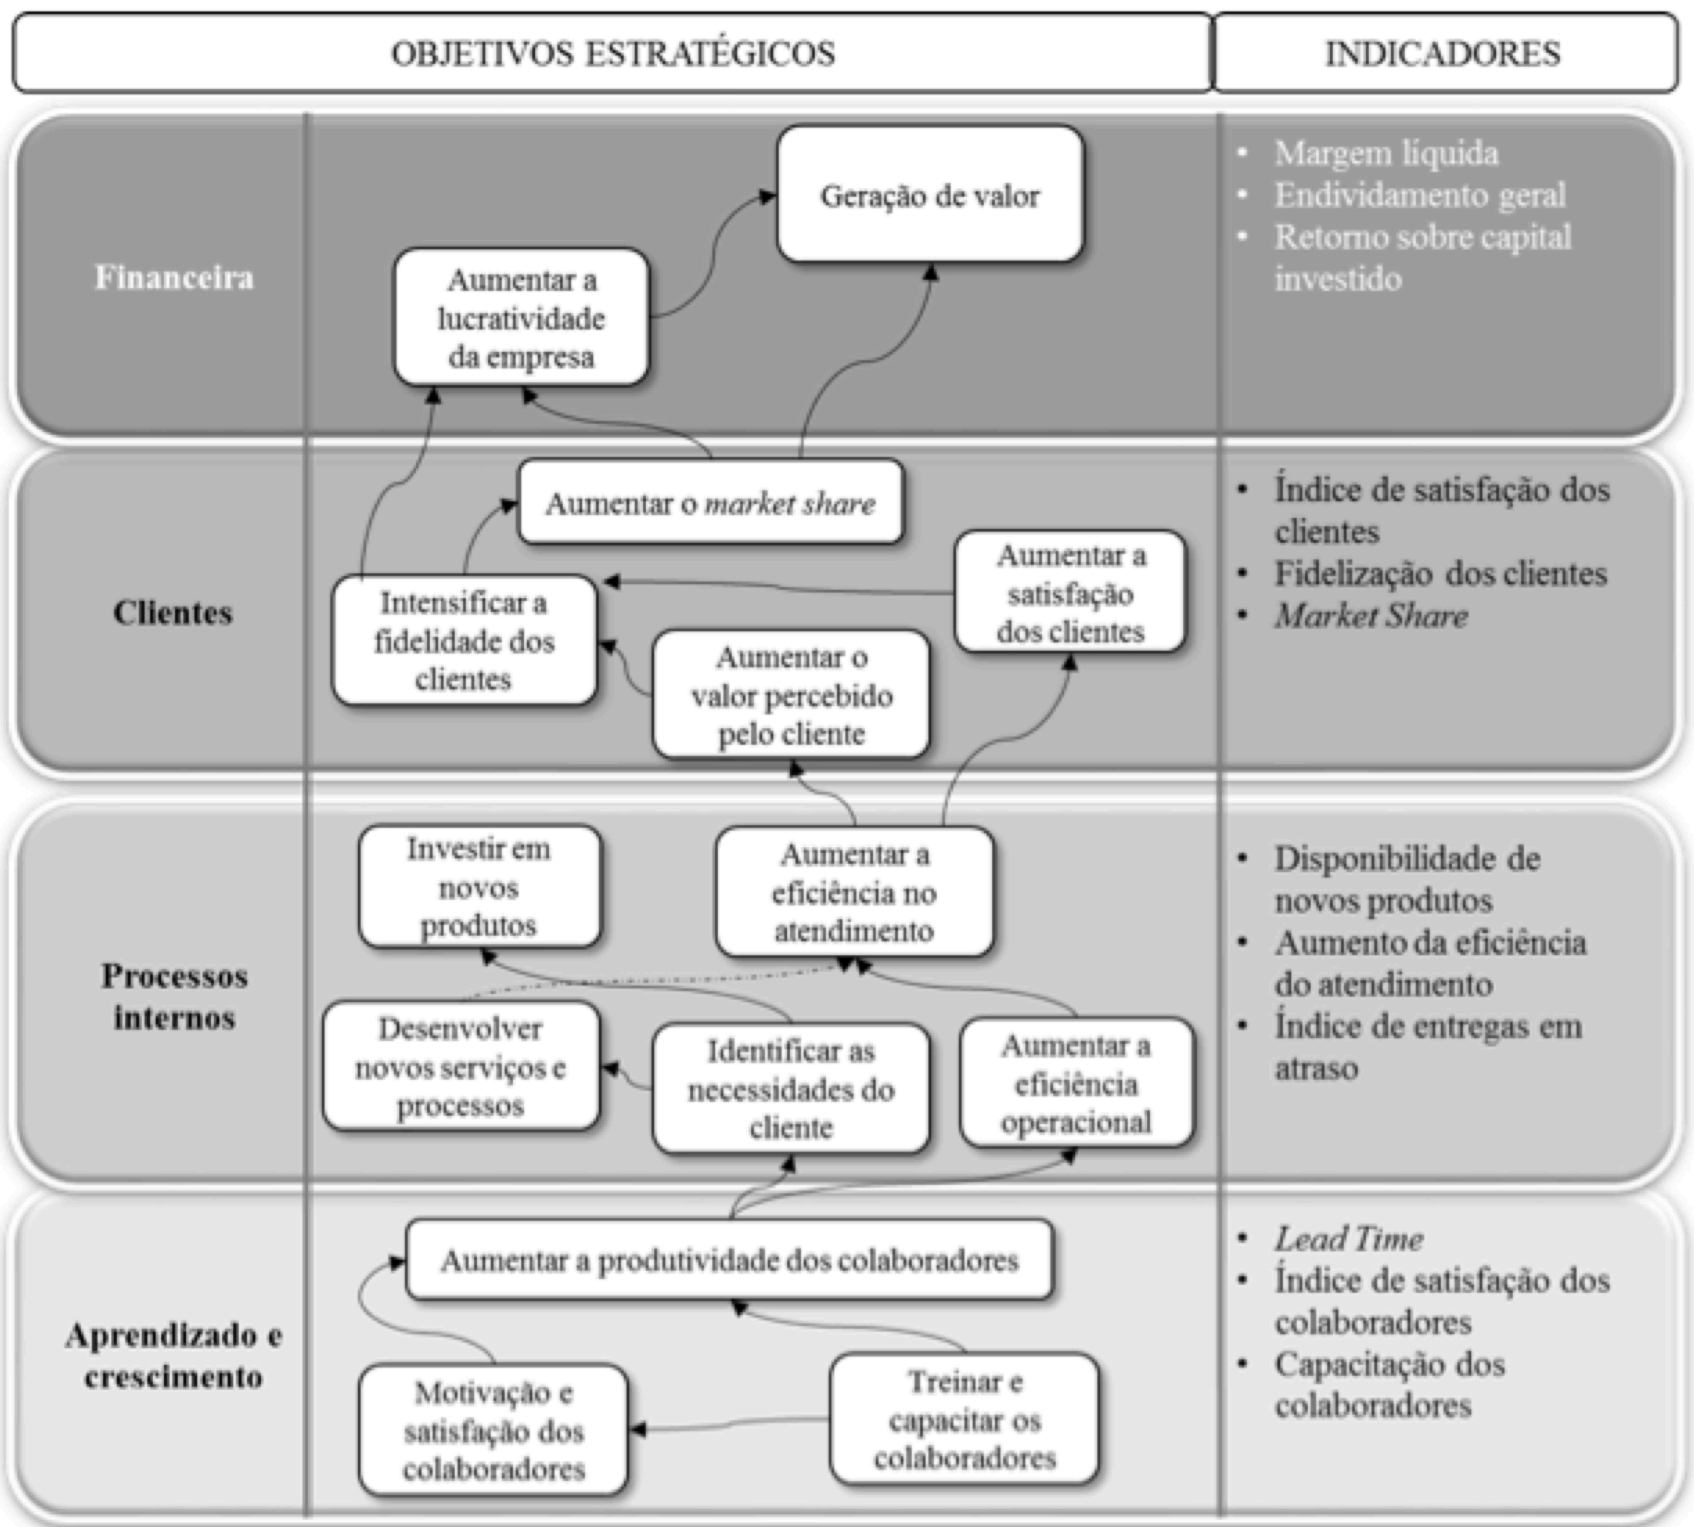 OBJETIVOS ESTRATÉGICOS
INDICADORES
Financeira
Geração de valor
Aumentar a
lucratividade
da empresa
• Margem líquida
• Endividamento geral
• Retorno sobre capital
investido
Clientes
Aumentar o market share
Aumentar a
satisfação
dos clientes
Intensificar a
fidelidade dos
clientes
Aumentar o
valor percebido
pelo cliente
• Índice de satisfação dos
clientes
• Fidelização dos clientes
• Market Share
Processos
internos
Investir em
novos
produtos
Aumentar a
eficiência no
atendimento
Desenvolver
novos serviços e
processos
Identificar as
necessidades do
cliente
Aumentar a
eficiência
operacional
• Disponibilidade de
novos produtos
• Aumento da eficiência
do atendimento
• Índice de entregas em
atraso
Aprendizado e
crescimento
Aumentar a produtividade dos colaboradores
Motivação e
satisfação dos
colaboradores
Treinar e
capacitar os
colaboradores
• Lead Time
• Índice de satisfação dos
colaboradores
• Capacitação dos
colaboradores